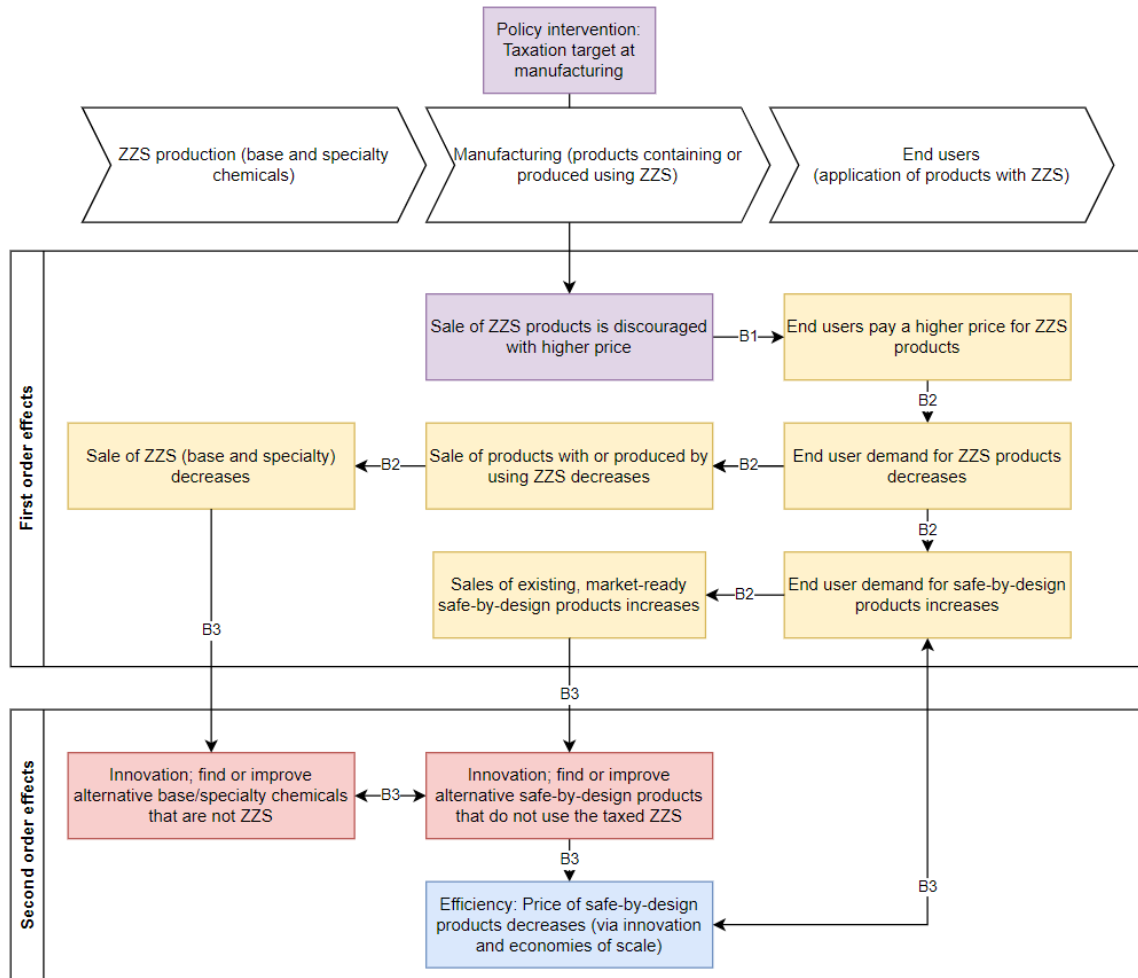 Policy intervention:
Taxation target at
manufacturing
ZZS production (base and specialty
chemicals)
Manufacturing (products containing or
produced using ZZS)
End users
(application of products with ZZS)
First order effects
Sale of ZZS products is discouraged
with higher price
B1
End users pay a higher price for ZZS
products
B2
Sale of ZZS (base and specialty)
decreases
B2
Sale of products with or produced by
using ZZS decreases
B2
End user demand for ZZS products
decreases
B2
Sales of existing, market-ready
safe-by-design products increases
B2
End user demand for safe-by-design
products increases
B3
B3
Second order effects
Innovation; find or improve
alternative base/specialty chemicals
that are not ZZS
B3
Innovation; find or improve
alternative safe-by-design products
that do not use the taxed ZZS
B3
B3
Efficiency: Price of safe-by-design
products decreases (via innovation
and economies of scale)